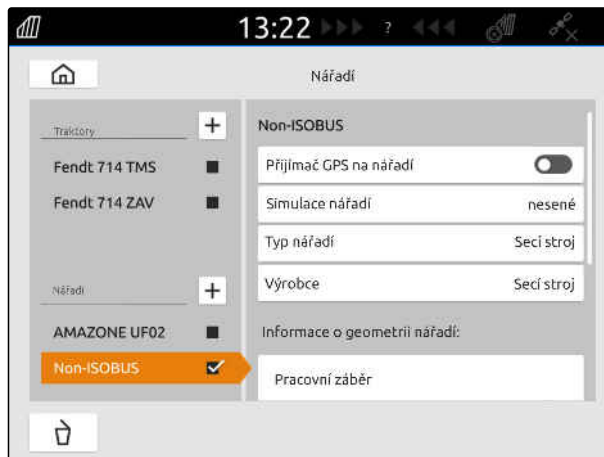 13:22 ?
Nářadí
Traktory
Fendt 714 TMS
Fendt 714 ZAV
Nářadí
AMAZONE UF02
Non-ISOBUS
Non-ISOBUS
Přijímač GPS na nářadí
Simulace nářadí nesené
Typ nářadí Secí stroj
Výrobce Secí stroj
Informace o geometrii nářadí:
Pracovní záběr